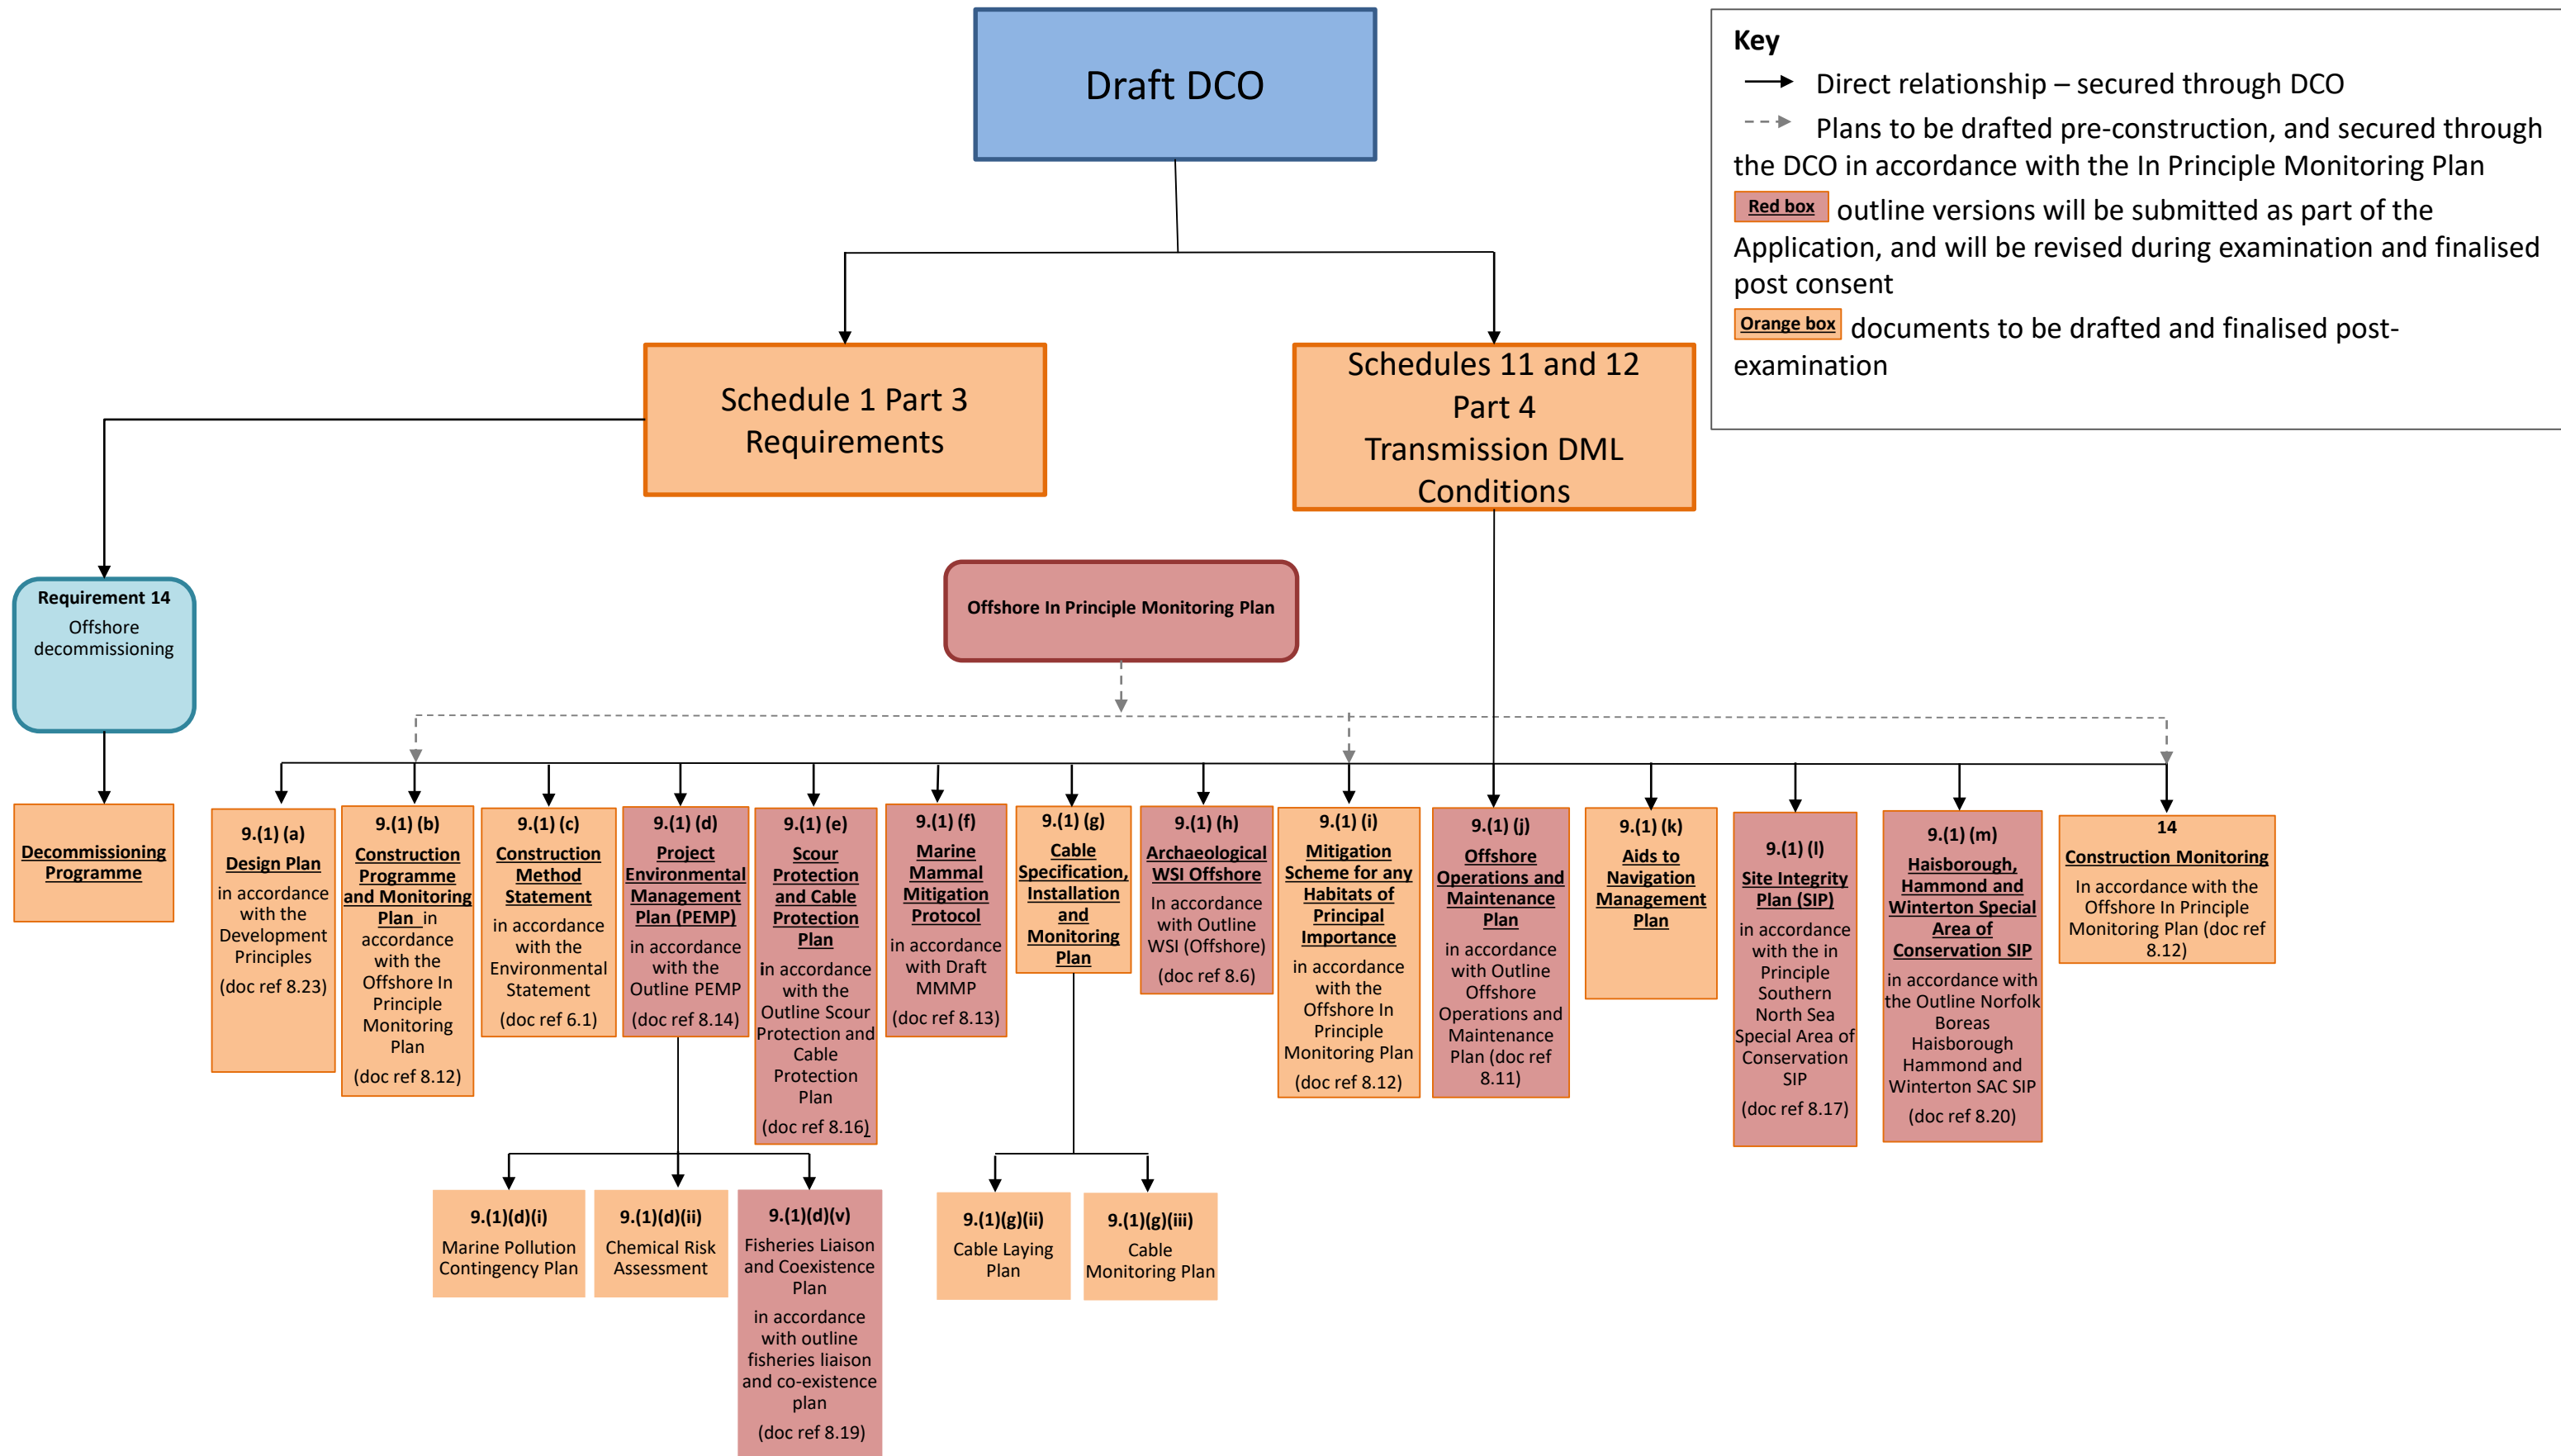 Draft DCO
Key
Direct relationship – secured through DCO
Plans to be drafted pre-construction, and secured through
the DCO in accordance with the In Principle Monitoring Plan
Red box outline versions will be submitted as part of the
Application, and will be revised during examination and finalised
post consent
Orange box documents to be drafted and finalised post-
examination
Schedule 1 Part 3
Requirements
Schedules 11 and 12
Part 4
Transmission DML
Conditions
Requirement 14
Offshore
decommissioning
Offshore In Principle Monitoring Plan
Decommissioning
Programme
9.(1) (a)
Design Plan
in accordance
with the
Development
Principles
(doc ref 8.23)
9.(1) (b)
Construction
Programme
and Monitoring
Plan in
accordance
with the
Offshore In
Principle
Monitoring
Plan
(doc ref 8.12)
9.(1) (c)
Construction
Method
Statement
in accordance
with the
Environmental
Statement
(doc ref 6.1)
9.(1) (d)
Project
Environmental
Management
Plan (PEMP)
in accordance
with the
Outline PEMP
(doc ref 8.14)
9.(1) (e)
Scour
Protection
and Cable
Protection
Plan
in accordance
with the
Outline Scour
Protection and
Cable
Protection
Plan
(doc ref 8.16)
9.(1) (f)
Marine
Mammal
Mitigation
Protocol
in accordance
with Draft
MMMP
(doc ref 8.13)
9.(1) (g)
Cable
Specification,
Installation
and
Monitoring
Plan
9.(1) (h)
Archaeological
WSI Offshore
In accordance
with Outline
WSI (Offshore)
(doc ref 8.6)
9.(1) (i)
Mitigation
Scheme for any
Habitats of
Principal
Importance
in accordance
with the
Offshore In
Principle
Monitoring Plan
(doc ref 8.12)
9.(1) (j)
Offshore
Operations and
Maintenance
Plan
in accordance
with Outline
Offshore
Operations and
Maintenance
Plan (doc ref
8.11)
9.(1) (k)
Aids to
Navigation
Management
Plan
9.(1) (l)
Site Integrity
Plan (SIP)
in accordance
with the in
Principle
Southern
North Sea
Special Area of
Conservation
SIP
(doc ref 8.17)
9.(1) (m)
Haisborough,
Hammond and
Winterton Special
Area of
Conservation SIP
in accordance with
the Outline Norfolk
Boreas
Haisborough
Hammond and
Winterton SAC SIP
(doc ref 8.20)
14
Construction Monitoring
In accordance with the
Offshore In Principle
Monitoring Plan (doc ref
8.12)
9.(1)(d)(i)
Marine Pollution
Contingency Plan
9.(1)(d)(ii)
Chemical Risk
Assessment
9.(1)(d)(v)
Fisheries Liaison
and Coexistence
Plan
in accordance
with outline
fisheries liaison
and co-existence
plan
(doc ref 8.19)
9.(1)(g)(ii)
Cable Laying
Plan
9.(1)(g)(iii)
Cable
Monitoring Plan